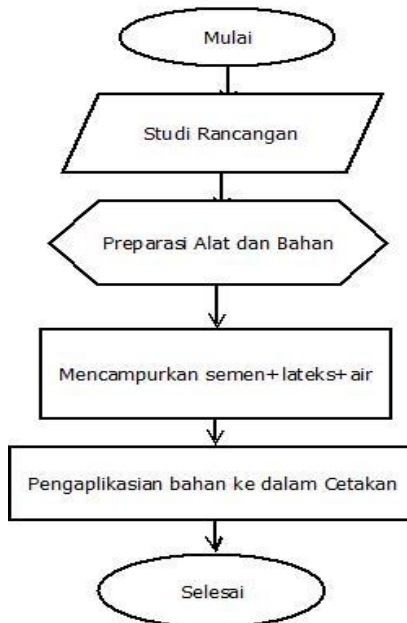 Mulai
Studi Rancangan
Preparasi Alat dan Bahan
Mencampurkan semen+lateks+air
Pengaplikasian bahan ke dalam Cetakan
Selesai